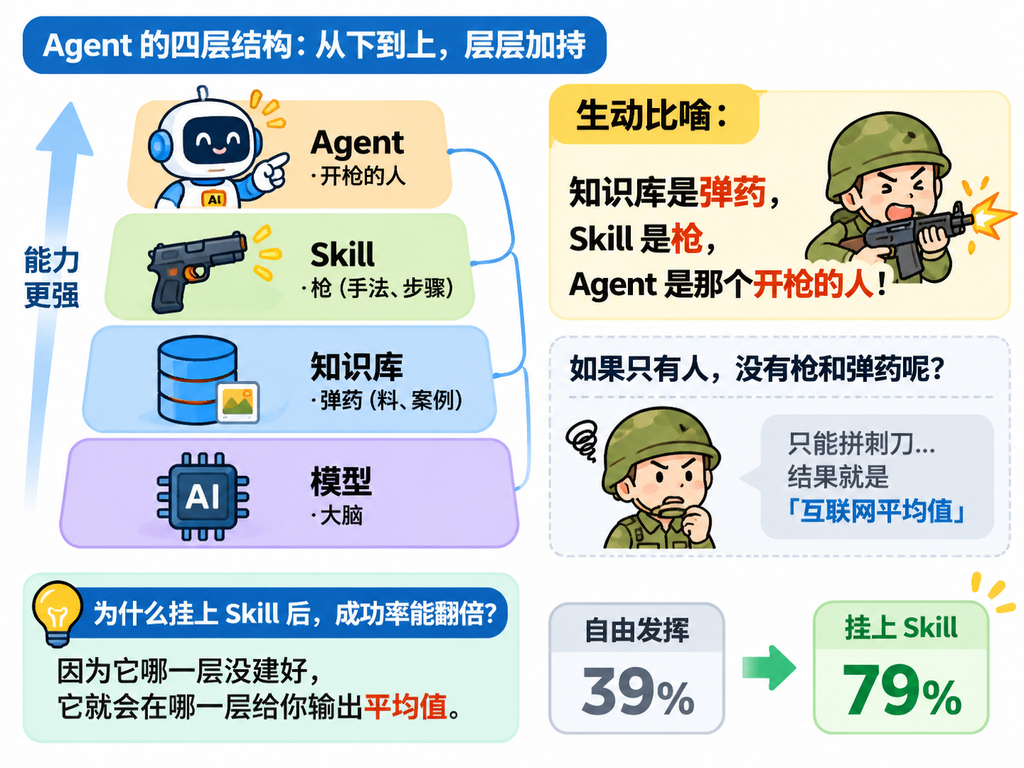 Agent 的四层结构：从下到上，层层加持
能力
更强
Agent
·开枪的人
AI
Skill
·枪（手法、步骤）
知识库
·弹药（料、案例）
AI
模型
·大脑
生动比喻：
知识库是弹药，
Skill 是枪，
Agent 是那个开枪的人！
如果只有人，没有枪和弹药呢？
只能拼刺刀...
结果就是
「互联网平均值」
为什么挂上 Skill 后，成功率能翻倍？
因为它哪一层没建好，
它就会在哪一层给你输出平均值。
自由发挥
39%
挂上 Skill
79%